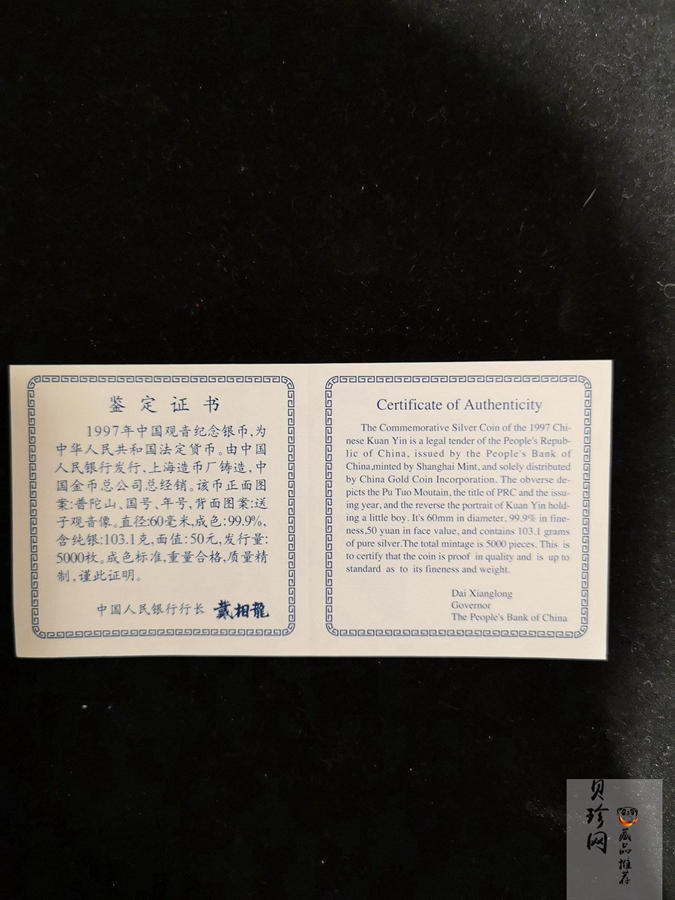 鉴定证书
1997年中国观音纪念银币,为
中华人民共和国法定货币。由中国
人民银行发行,上海造币厂铸造,中
国金币总公司总经销。该币正面图
案:普陀山、国号、年号,背面图案:送
子观音像。直径:60毫米,成色:99.9%,
含纯银:103.1克,面值:50元,发行量:
5000枚。成色标准,重量合格,质量精
制,谨此证明。
中国人民银行行长 戴相龍
Certificate of Authenticity
The Commemorative Silver Coin of the 1997 Chi-
nese Kuan Yin is a legal tender of the People's Repub-
lic of China, issued by the People's Bank of
China,minted by Shanghai Mint, and solely distributed
by China Gold Coin Incorporation. The obverse de-
picts the Pu Tuo Moutain, the title of PRC and the issu-
ing year, and the reverse the portrait of Kuan Yin hold-
ing a little boy. It's 60mm in diameter, 99.9% in fine-
ness,50 yuan in face value, and contains 103.1 grams
of pure silver.The total mintage is 5000 pieces. This is
to certify that the coin is proof in quality and is up to
standard as to its fineness and weight.
Dai Xianglong
Governor
The People's Bank of China
贝珍网
藏品推荐